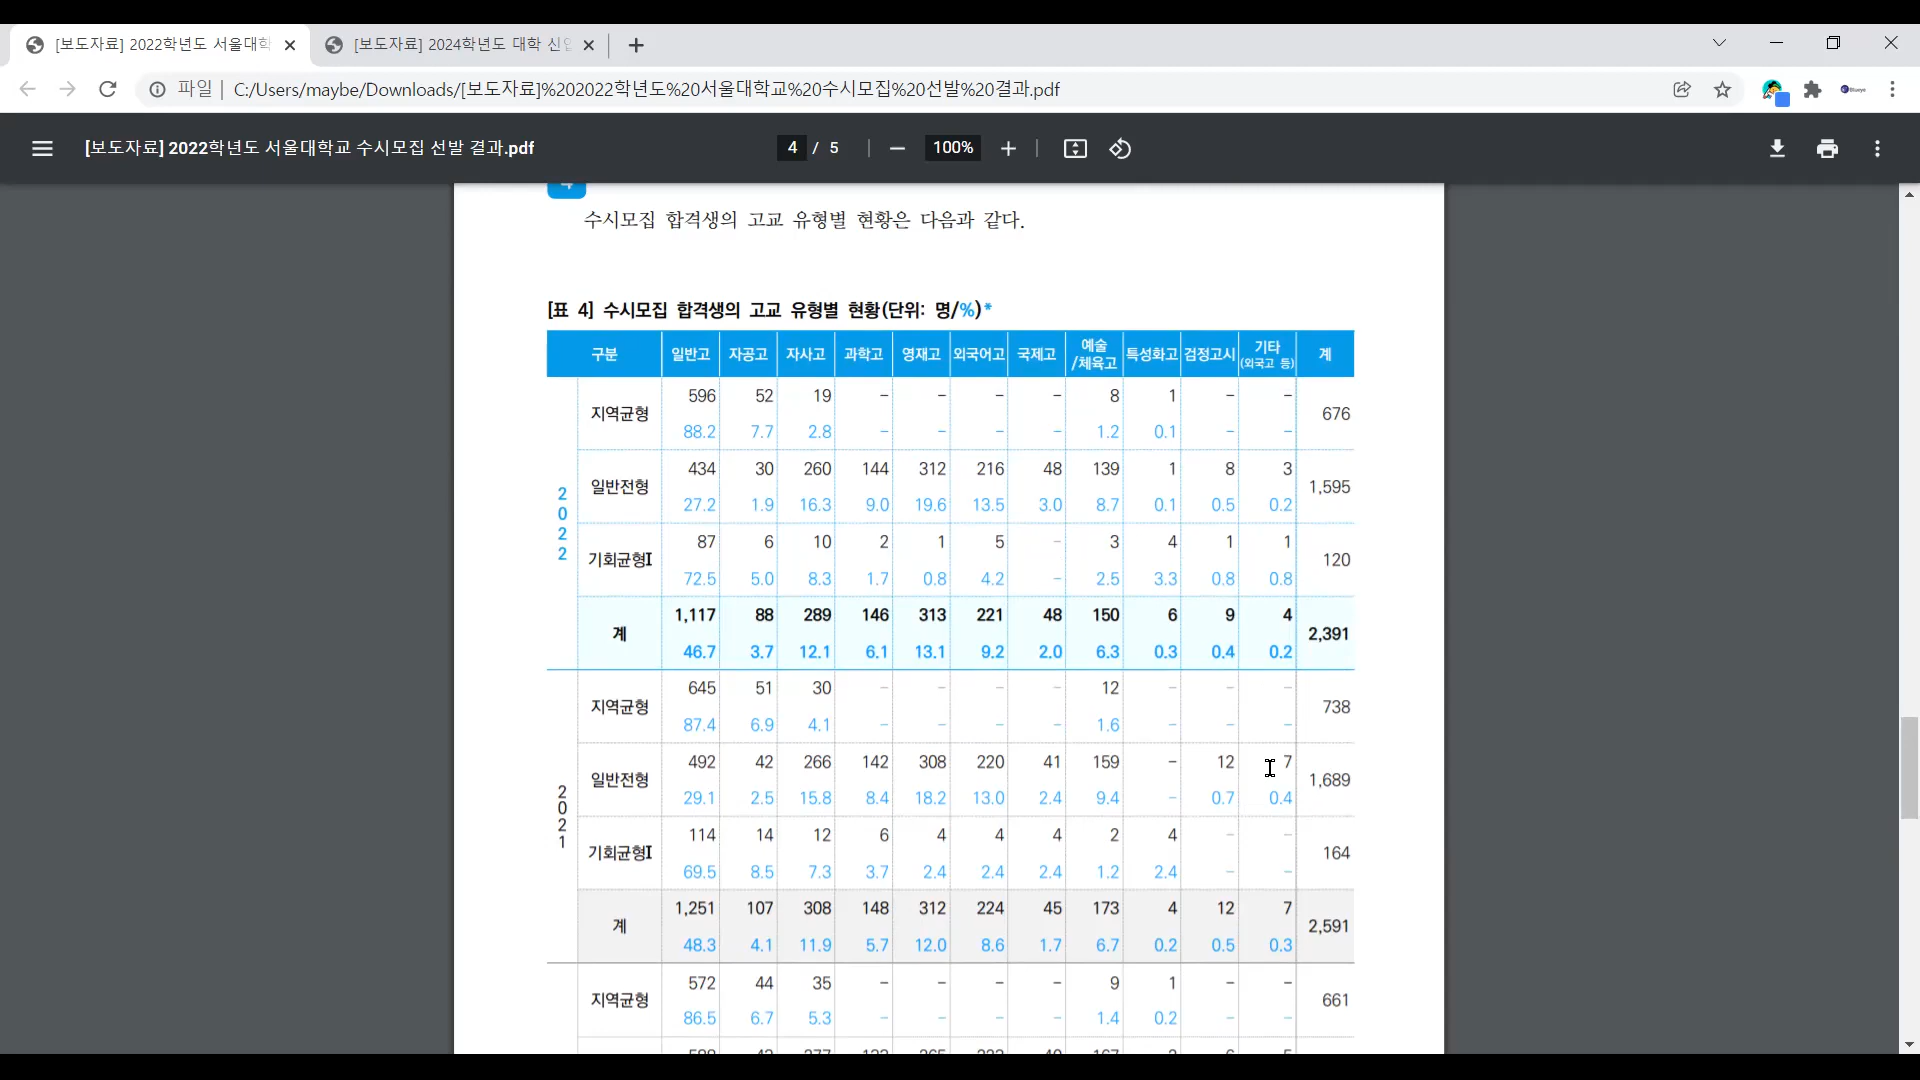 [보도자료] 2022학년도 서울대학
[보도자료] 2024학년도 대학 신입
파일 | C:/Users/maybe/Downloads/[보도자료]%202022학년도%20서울대학교%20수시모집%20선발%20결과.pdf
[보도자료] 2022학년도 서울대학교 수시모집 선발 결과.pdf
4 / 5
100%
수시모집 합격생의 고교 유형별 현황은 다음과 같다.
[표 4] 수시모집 합격생의 고교 유형별 현황(단위: 명/%)*
구분 일반고 자공고 자사고 과학고 영재고 외국어고 국제고 예술/체육고 특성화고 검정고시 기타(외국고 등) 계
2022
지역균형 596 52 19 – – – – 8 1 – – 676
88.2 7.7 2.8 – – – – 1.2 0.1 – –
일반전형 434 30 260 144 312 216 48 139 1 8 3 1,595
27.2 1.9 16.3 9.0 19.6 13.5 3.0 8.7 0.1 0.5 0.2
기회균형I 87 6 10 2 1 5 – 3 4 1 1 120
72.5 5.0 8.3 1.7 0.8 4.2 – 2.5 3.3 0.8 0.8
계 1,117 88 289 146 313 221 48 150 6 9 4 2,391
46.7 3.7 12.1 6.1 13.1 9.2 2.0 6.3 0.3 0.4 0.2
2021
지역균형 645 51 30 – – – – 12 – – – 738
87.4 6.9 4.1 – – – – 1.6 – – –
일반전형 492 42 266 142 308 220 41 159 – 12 7 1,689
29.1 2.5 15.8 8.4 18.2 13.0 2.4 9.4 – 0.7 0.4
기회균형I 114 14 12 6 4 4 4 2 4 – – 164
69.5 8.5 7.3 3.7 2.4 2.4 2.4 1.2 2.4 – –
계 1,251 107 308 148 312 224 45 173 4 12 7 2,591
48.3 4.1 11.9 5.7 12.0 8.6 1.7 6.7 0.2 0.5 0.3
지역균형 572 44 35 – – – – 9 1 – – 661
86.5 6.7 5.3 – – – – 1.4 0.2 – –